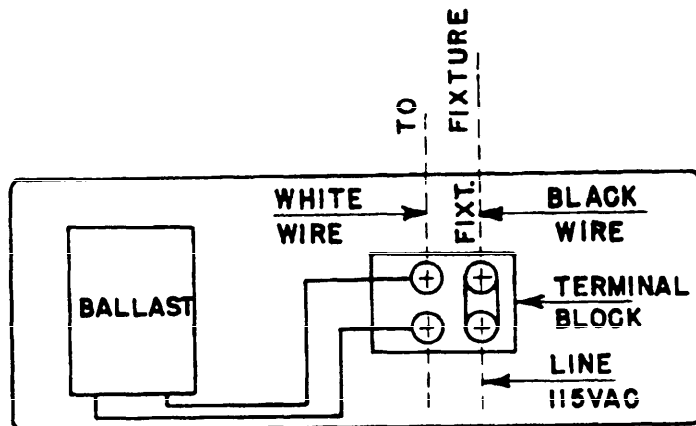 TO
FIXTURE
WHITE
WIRE
FIXT.
BLACK
WIRE
BALLAST
TERMINAL
BLOCK
LINE
115VAC